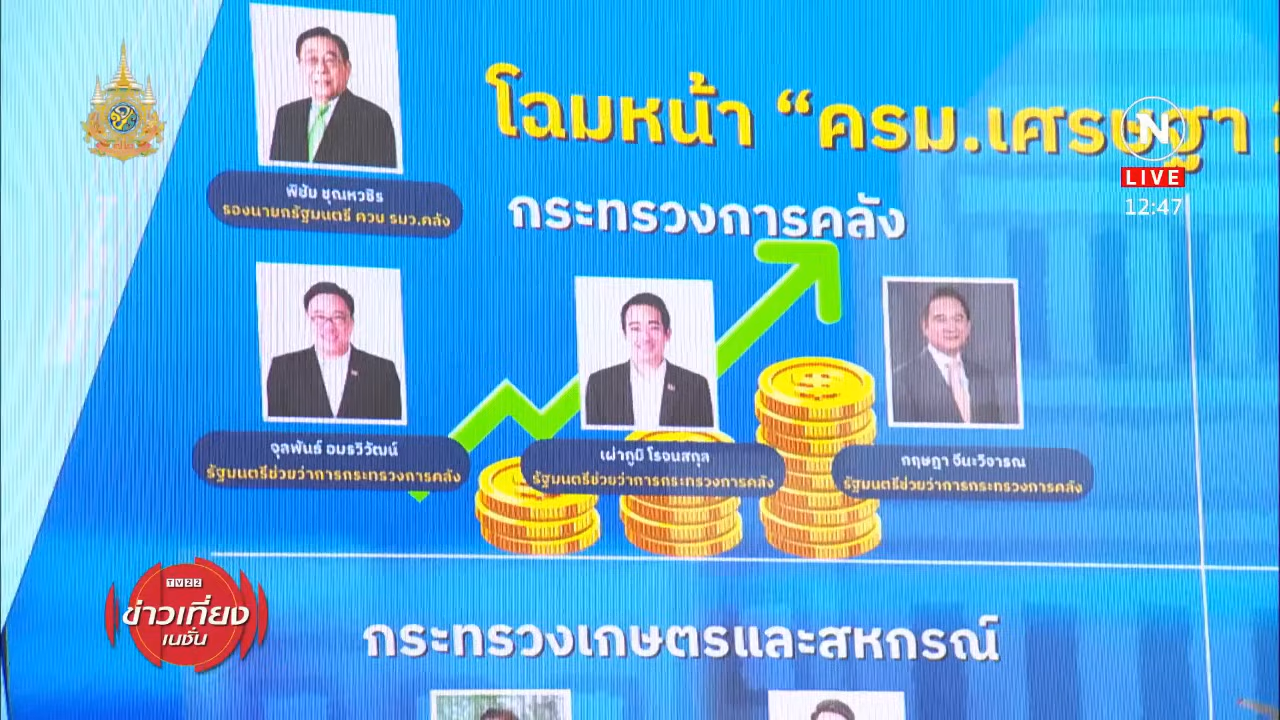 โฉมหน้า “ครม.เศรษฐา
N
LIVE
12:47
พิชัย ชุณหวชิร
รองนายกรัฐมนตรี ควบ รมว.คลัง
กระทรวงการคลัง
จุลพันธ์ อมรวิวัฒน์
รัฐมนตรีช่วยว่าการกระทรวงการคลัง
เผ่าภูมิ โรจนสกุล
รัฐมนตรีช่วยว่าการกระทรวงการคลัง
กฤษฎา จีนะวิจารณ
รัฐมนตรีช่วยว่าการกระทรวงการคลัง
TV22
ข่าวเที่ยง
เนชั่น
กระทรวงเกษตรและสหกรณ์